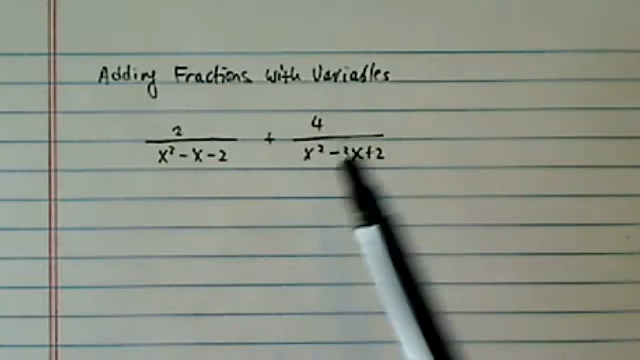 Adding Fractions with Variables
2 4
x² - x - 2 + x² - 3x + 2